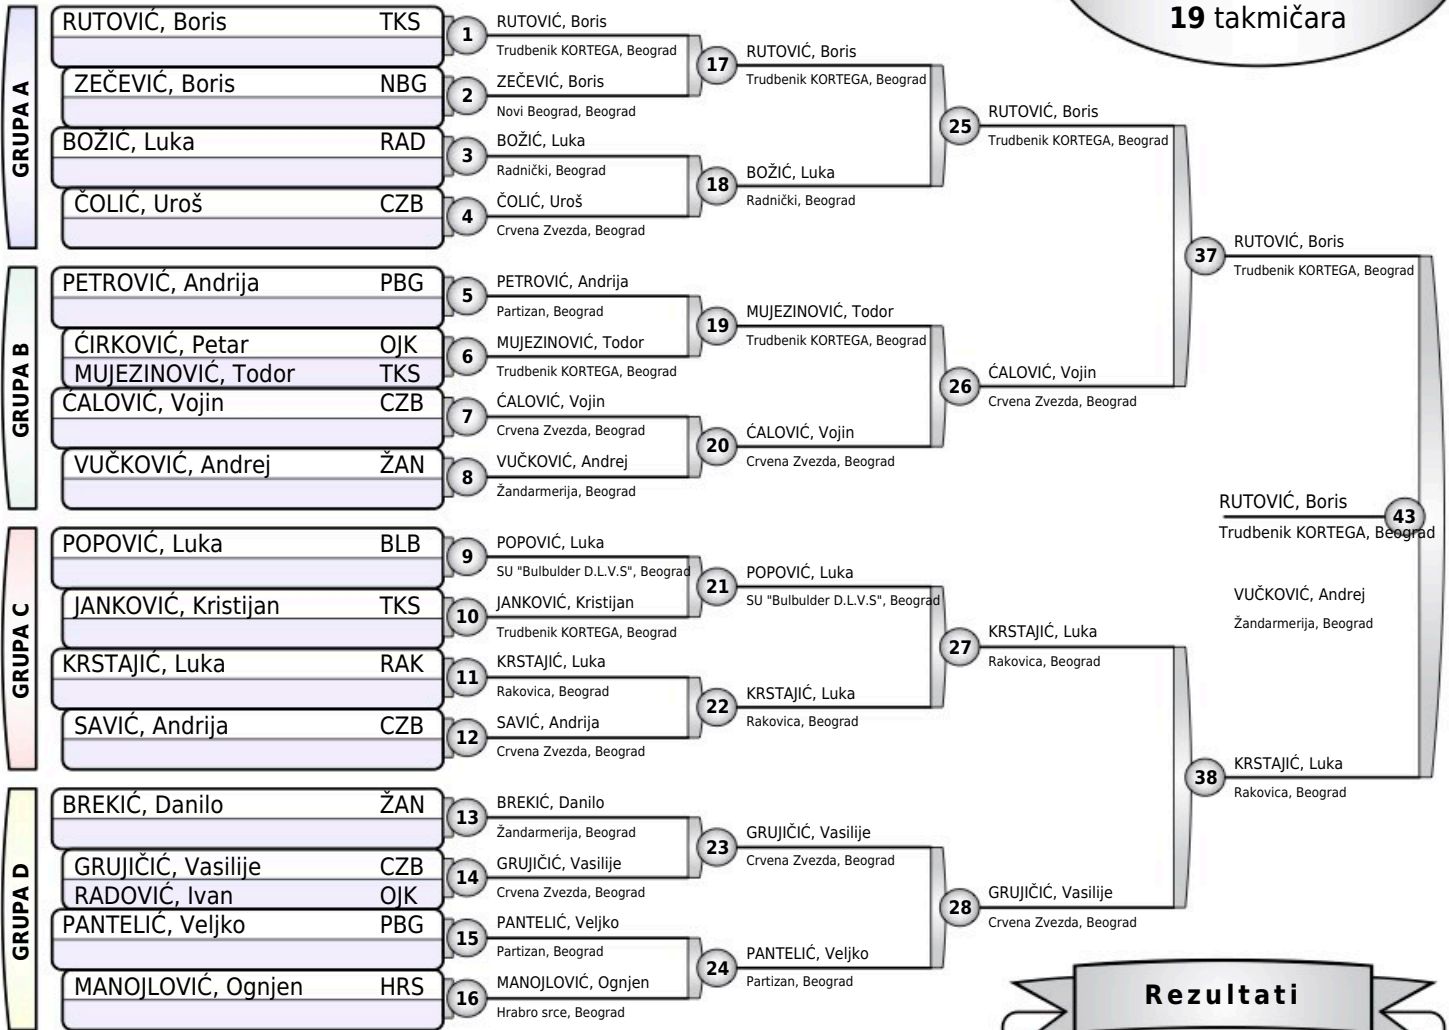 19 takmičara
GRUPA A
RUTOVIĆ, Boris TKS
ZEČEVIĆ, Boris NBG
BOŽIĆ, Luka RAD
ČOLIĆ, Uroš CZB
GRUPA B
PETROVIĆ, Andrija PBG
ĆIRKOVIĆ, Petar OJK
MUJEZINOVIĆ, Todor TKS
ĆALOVIĆ, Vojin CZB
VUČKOVIĆ, Andrej ŽAN
GRUPA C
POPOVIĆ, Luka BLB
JANKOVIĆ, Kristijan TKS
KRSTAJIĆ, Luka RAK
SAVIĆ, Andrija CZB
GRUPA D
BREKIĆ, Danilo ŽAN
GRUJIČIĆ, Vasilije CZB
RADOVIĆ, Ivan OJK
PANTELIĆ, Veljko PBG
MANOJLOVIĆ, Ognjen HRS
1 RUTOVIĆ, Boris
Trudbenik KORTEGA, Beograd
2 ZEČEVIĆ, Boris
Novi Beograd, Beograd
3 BOŽIĆ, Luka
Radnički, Beograd
4 ČOLIĆ, Uroš
Crvena Zvezda, Beograd
5 PETROVIĆ, Andrija
Partizan, Beograd
6 MUJEZINOVIĆ, Todor
Trudbenik KORTEGA, Beograd
7 ĆALOVIĆ, Vojin
Crvena Zvezda, Beograd
8 VUČKOVIĆ, Andrej
Žandarmerija, Beograd
9 POPOVIĆ, Luka
SU "Bulbulder D.L.V.S", Beograd
10 JANKOVIĆ, Kristijan
Trudbenik KORTEGA, Beograd
11 KRSTAJIĆ, Luka
Rakovica, Beograd
12 SAVIĆ, Andrija
Crvena Zvezda, Beograd
13 BREKIĆ, Danilo
Žandarmerija, Beograd
14 GRUJIČIĆ, Vasilije
Crvena Zvezda, Beograd
15 PANTELIĆ, Veljko
Partizan, Beograd
16 MANOJLOVIĆ, Ognjen
Hrabro srce, Beograd
17 RUTOVIĆ, Boris
Trudbenik KORTEGA, Beograd
18 BOŽIĆ, Luka
Radnički, Beograd
19 MUJEZINOVIĆ, Todor
Trudbenik KORTEGA, Beograd
20 ĆALOVIĆ, Vojin
Crvena Zvezda, Beograd
21 POPOVIĆ, Luka
SU "Bulbulder D.L.V.S", Beograd
22 KRSTAJIĆ, Luka
Rakovica, Beograd
23 GRUJIČIĆ, Vasilije
Crvena Zvezda, Beograd
24 PANTELIĆ, Veljko
Partizan, Beograd
25 RUTOVIĆ, Boris
Trudbenik KORTEGA, Beograd
26 ĆALOVIĆ, Vojin
Crvena Zvezda, Beograd
27 KRSTAJIĆ, Luka
Rakovica, Beograd
28 GRUJIČIĆ, Vasilije
Crvena Zvezda, Beograd
37 RUTOVIĆ, Boris
Trudbenik KORTEGA, Beograd
38 KRSTAJIĆ, Luka
Rakovica, Beograd
RUTOVIĆ, Boris 43
Trudbenik KORTEGA, Beograd
VUČKOVIĆ, Andrej
Žandarmerija, Beograd
Rezultati